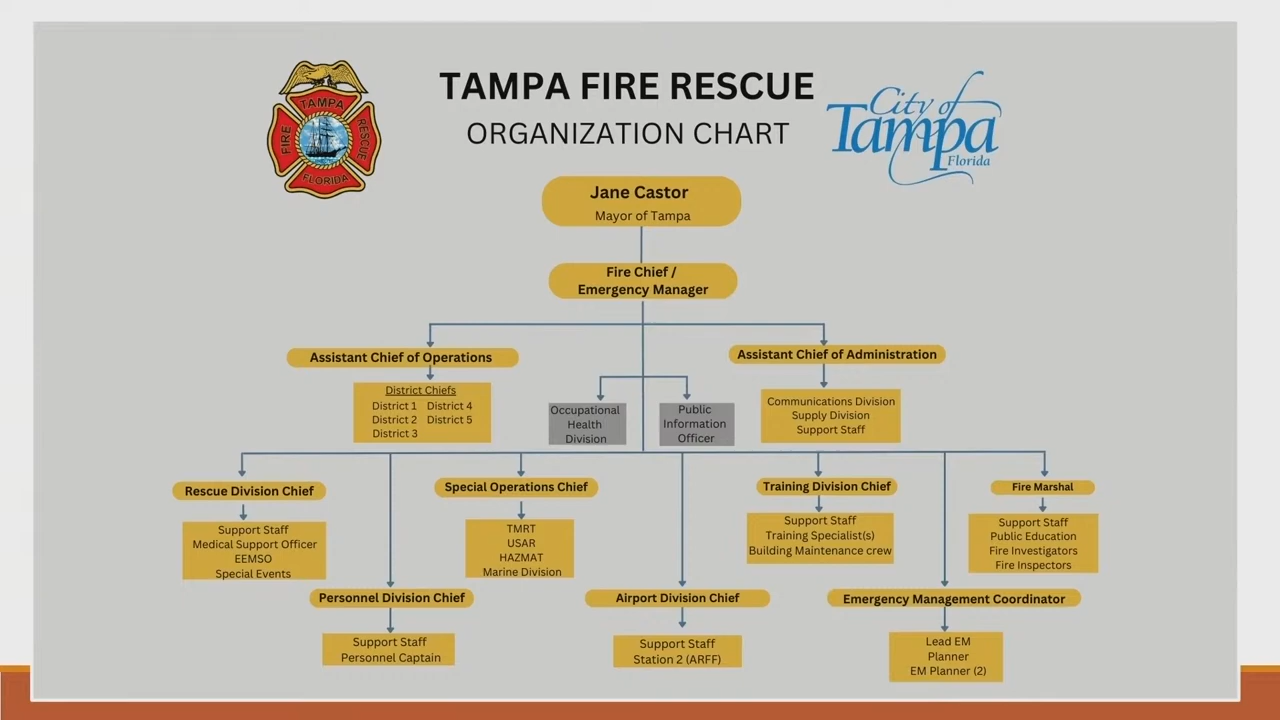 TAMPA FIRE RESCUE
ORGANIZATION CHART
TAMPA
FIRE
RESCUE
FLORIDA
City of
Tampa
Florida
Jane Castor
Mayor of Tampa
Fire Chief /
Emergency Manager
Assistant Chief of Operations
District Chiefs
District 1 District 4
District 2 District 5
District 3
Occupational
Health
Division
Public
Information
Officer
Assistant Chief of Administration
Communications Division
Supply Division
Support Staff
Rescue Division Chief
Support Staff
Medical Support Officer
EEMSO
Special Events
Special Operations Chief
TMRT
USAR
HAZMAT
Marine Division
Training Division Chief
Support Staff
Training Specialist(s)
Building Maintenance crew
Fire Marshal
Support Staff
Public Education
Fire Investigators
Fire Inspectors
Personnel Division Chief
Support Staff
Personnel Captain
Airport Division Chief
Support Staff
Station 2 (ARFF)
Emergency Management Coordinator
Lead EM
Planner
EM Planner (2)